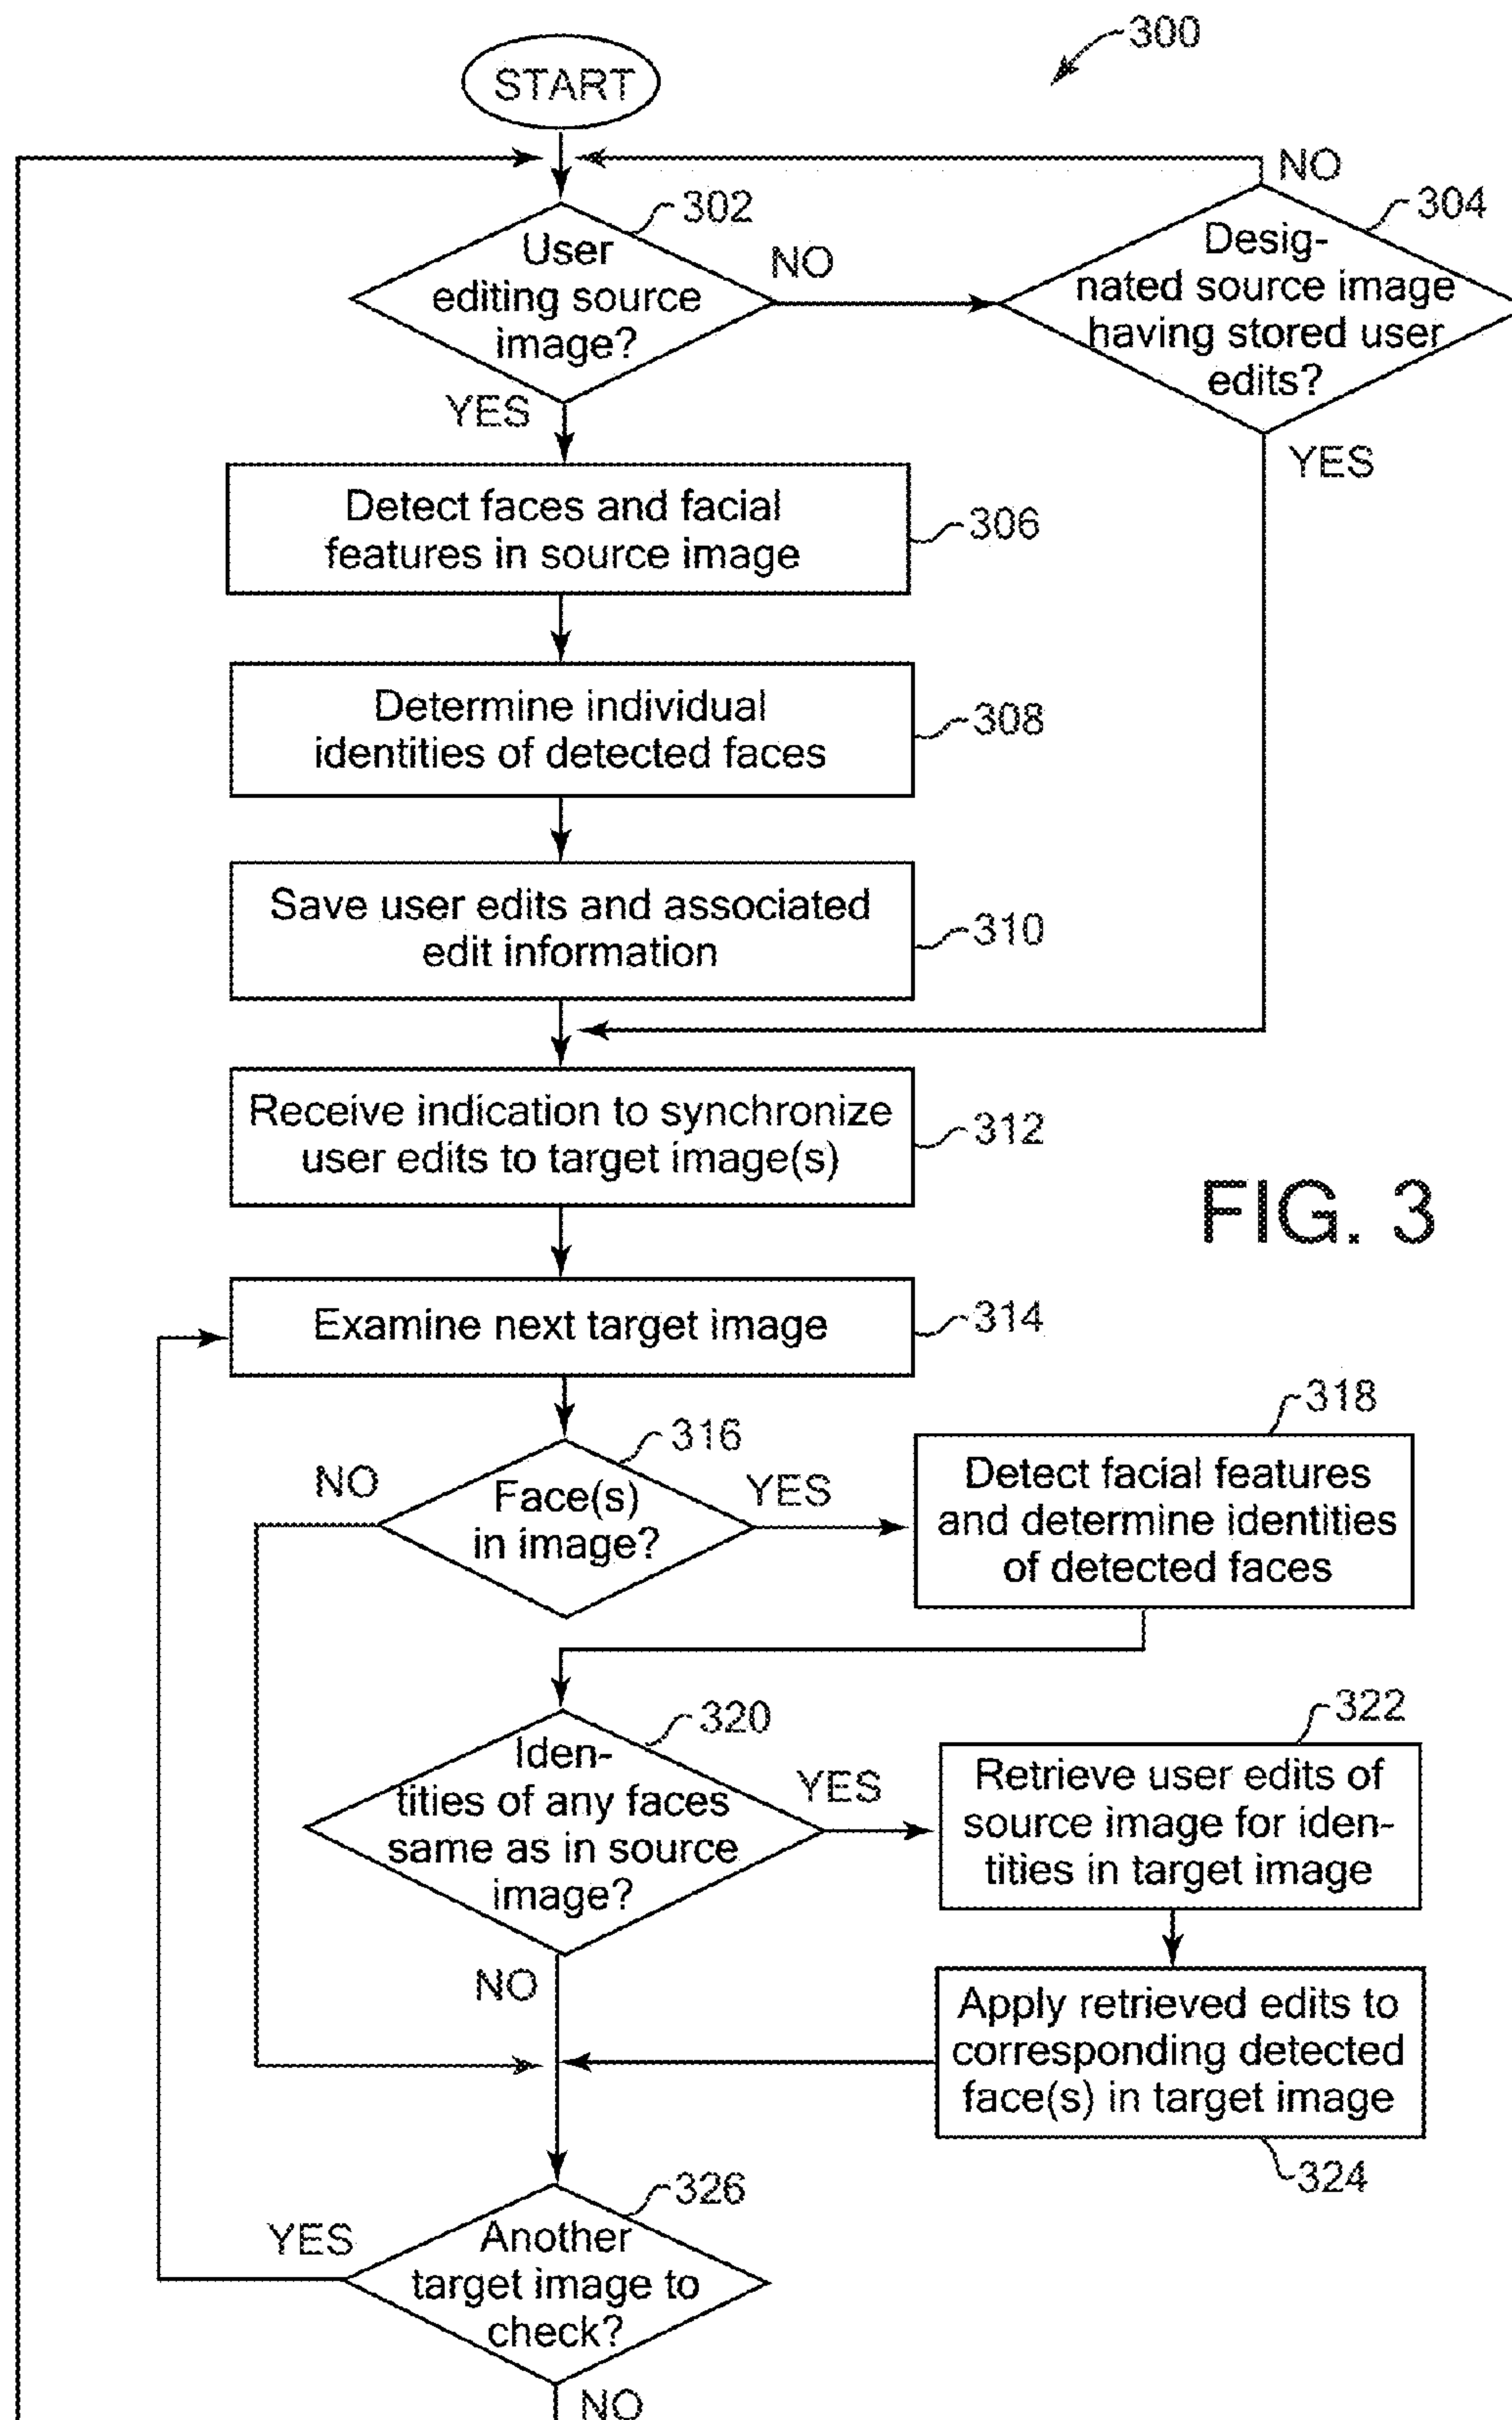 300
START
NO
302
304
User
editing source
image?
NO
Desig-
nated source image
having stored user
edits?
YES
YES
Detect faces and facial
features in source image
306
Determine individual
identities of detected faces
308
Save user edits and associated
edit information
310
Receive indication to synchronize
user edits to target image(s)
312
FIG. 3
Examine next target image
314
316
318
NO
Face(s)
in image?
YES
Detect facial features
and determine identities
of detected faces
320
322
Iden-
tities of any faces
same as in source
image?
YES
Retrieve user edits of
source image for iden-
tities in target image
NO
Apply retrieved edits to
corresponding detected
face(s) in target image
324
326
YES
Another
target image to
check?
NO